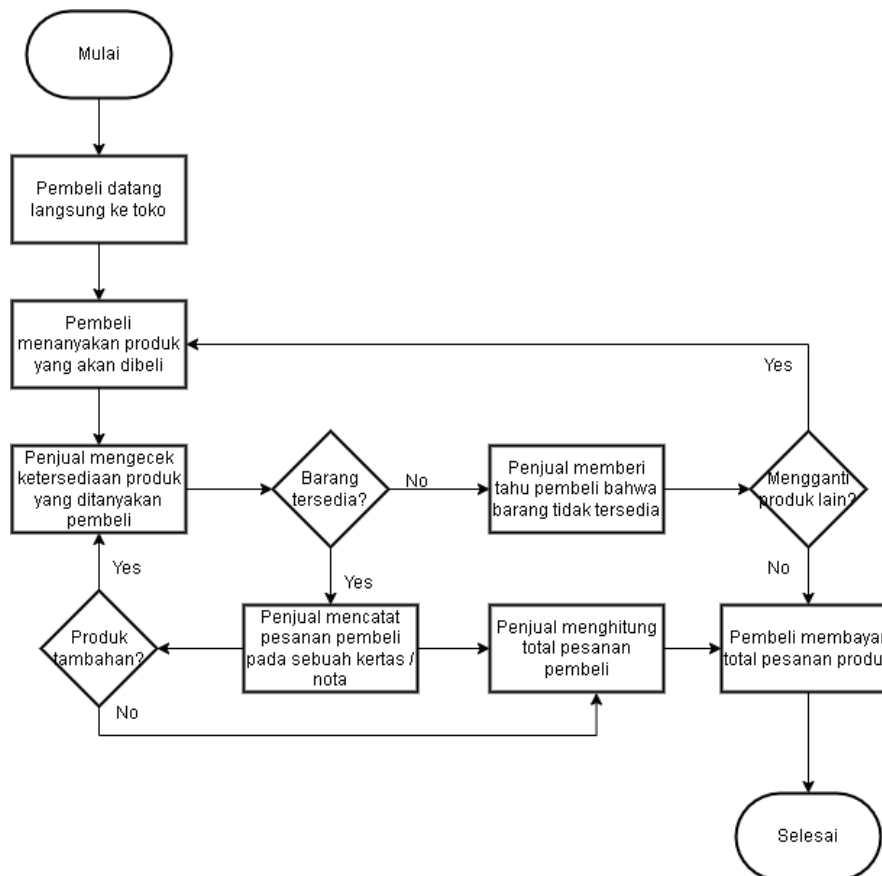 Mulai
Pembeli datang
langsung ke toko
Pembeli
menanyakan produk
yang akan dibeli
Yes
Penjual mengecek
ketersediaan produk
yang ditanyakan
pembeli
Barang
tersedia?
No
Penjual memberi
tahu pembeli bahwa
barang tidak tersedia
Mengganti
produk lain?
Yes
Yes
No
Produk
tambahan?
Penjual mencatat
pesanan pembeli
pada sebuah kertas /
nota
Penjual menghitung
total pesanan
pembeli
Pembeli membayar
total pesanan produ
No
Selesai